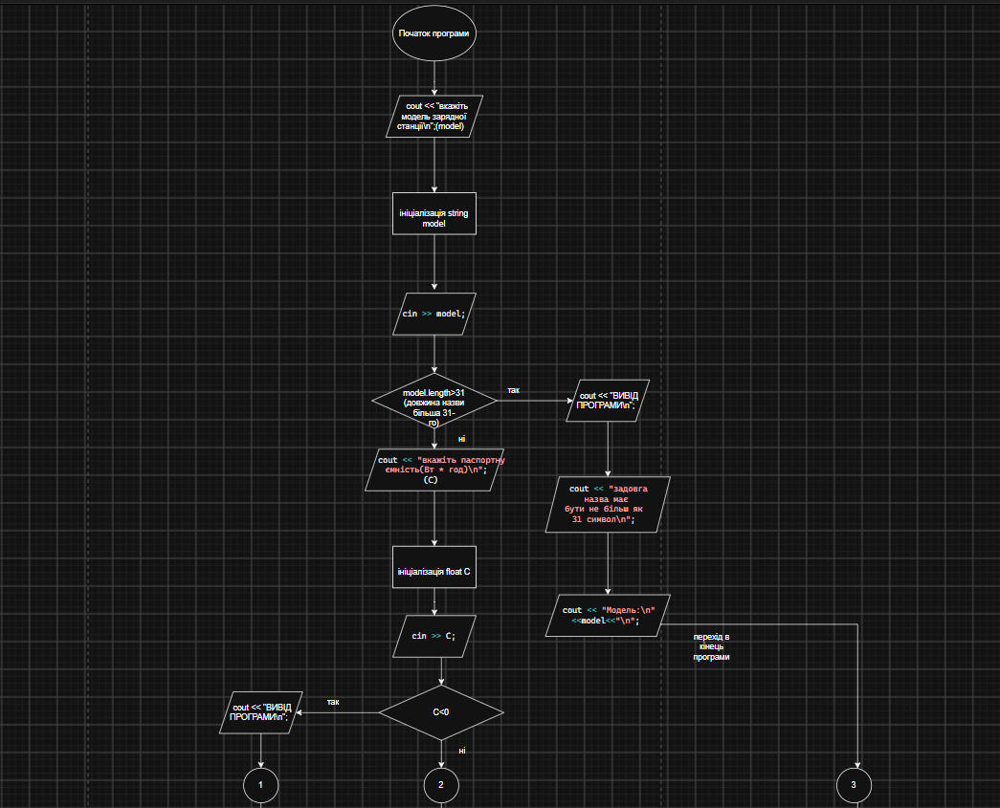 Початок програми
cout << "вкажіть
модель зарядної
станції\n";(model)
ініціалізація string
model
cin >> model;
model.length>31
(довжина назви
більша 31-
го)
так
cout << "ВИВІД
ПРОГРАМИ\n";
ні
cout << "вкажіть паспортну
ємність(Вт * год)\n";
(C)
cout << "задовга
назва має
бути не більш як
31 символ\n";
ініціалізація float C
cout << "Модель:\n"
<<model<<"\n";
cin >> C;
перехід в
кінець
програми
так
cout << "ВИВІД
ПРОГРАМИ\n";
C<0
ні
1
2
3